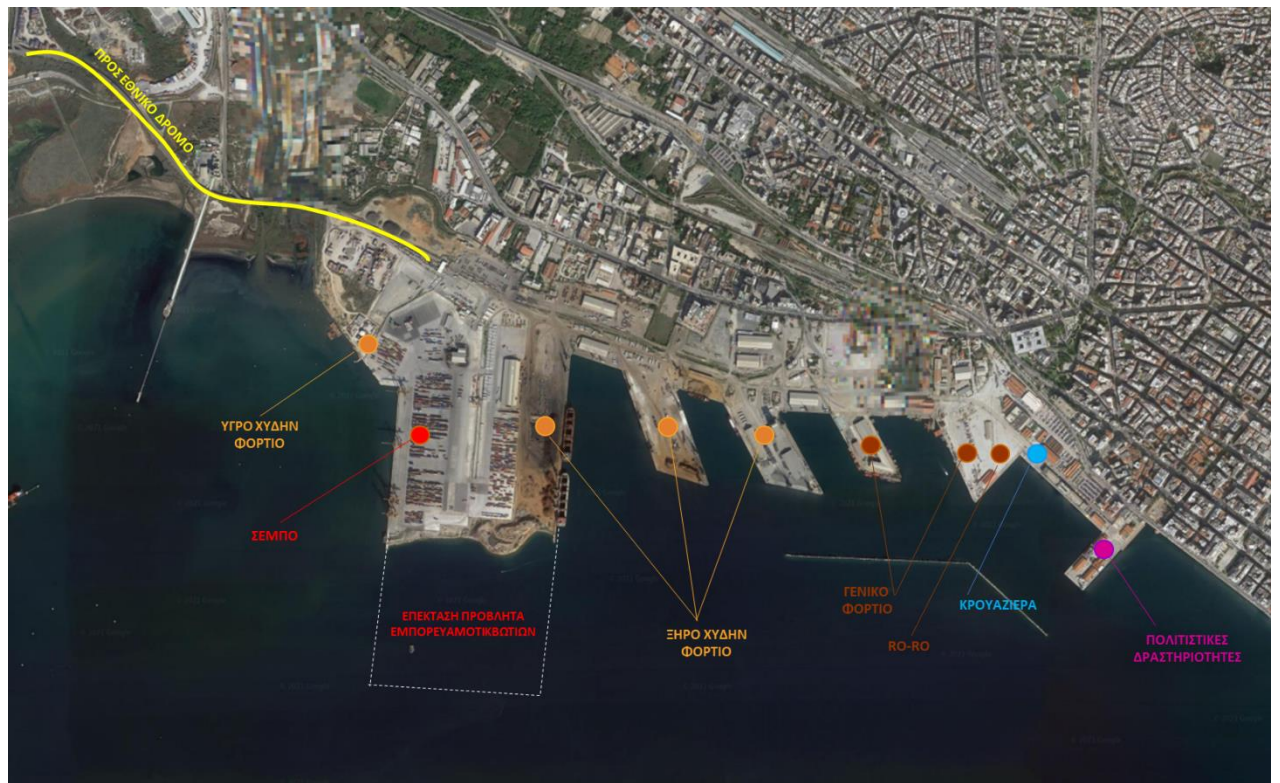 ΠΡΟΣ ΕΘΝΙΚΟ ΔΡΟΜΟ
ΥΓΡΟ ΧΥΔΗΝ
ΦΟΡΤΙΟ
ΣΕΜΠΟ
ΕΠΕΚΤΑΣΗ ΠΡΟΒΛΗΤΑ
ΕΜΠΟΡΕΥΑΜΟΤΙΚΒΩΤΙΩΝ
ΞΗΡΟ ΧΥΔΗΝ
ΦΟΡΤΙΟ
ΓΕΝΙΚΟ
ΦΟΡΤΙΟ
RO-RO
ΚΡΟΥΑΖΙΕΡΑ
ΠΟΛΙΤΙΣΤΙΚΕΣ
ΔΡΑΣΤΗΡΙΟΤΗΤΕΣ